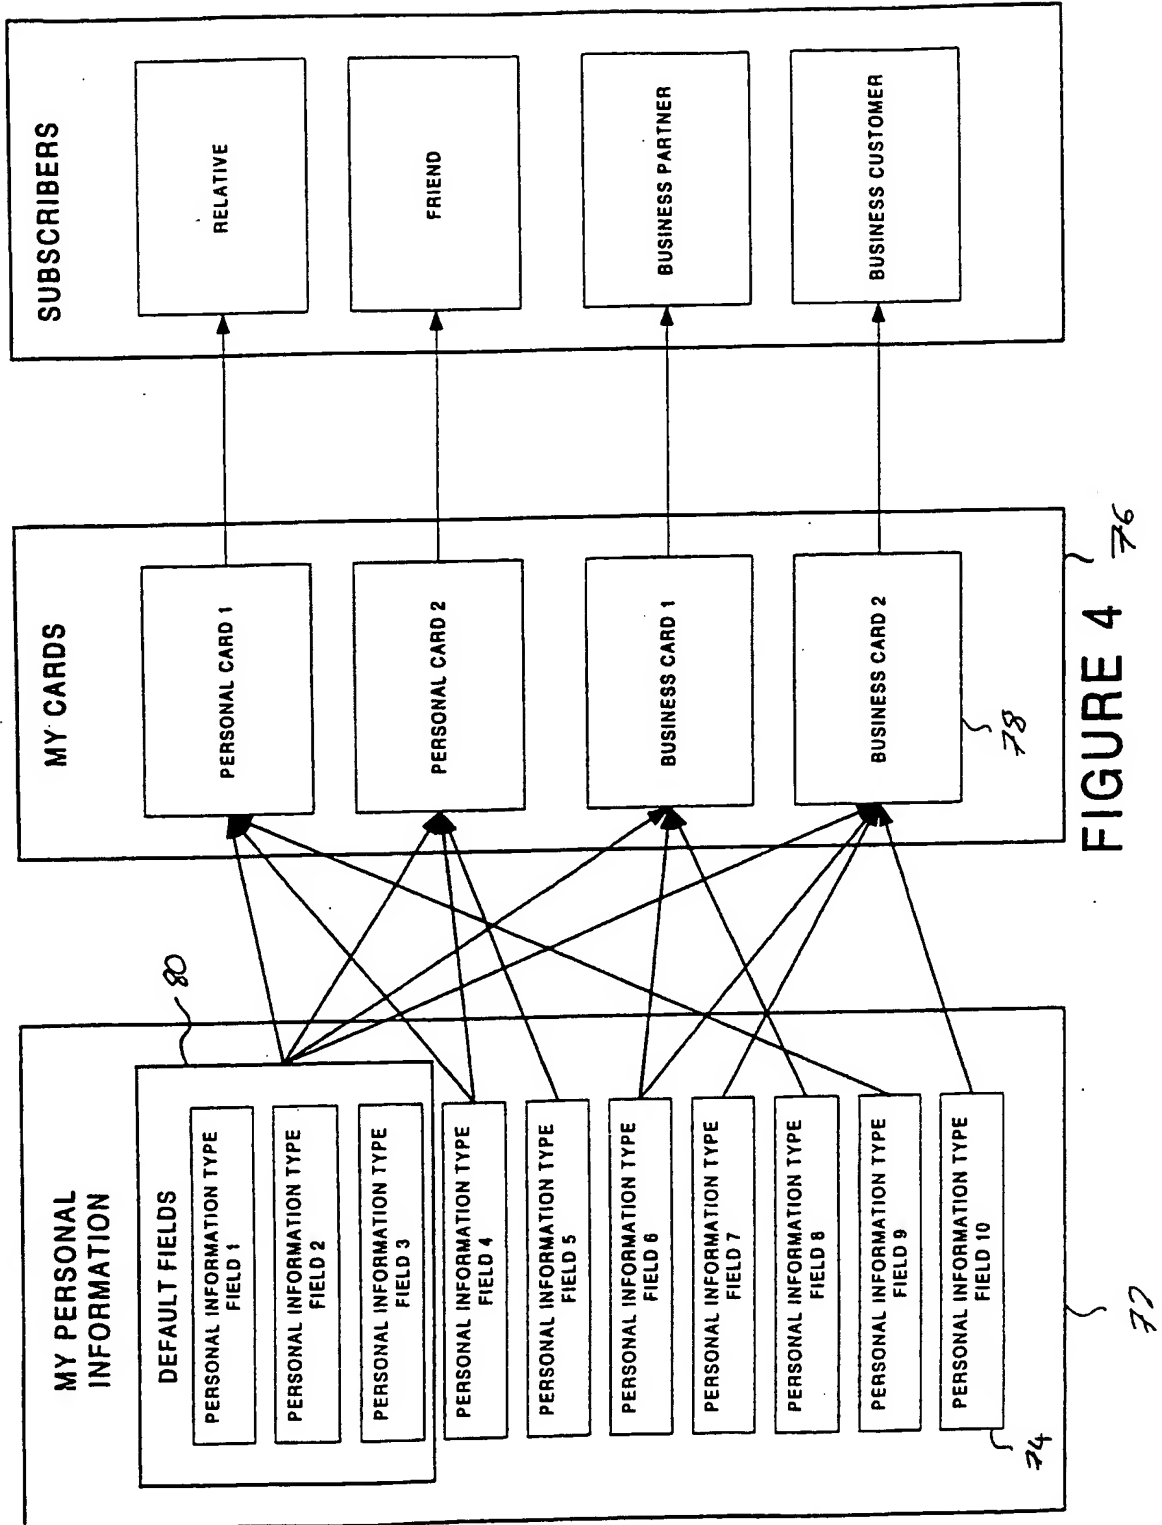 MY PERSONAL
INFORMATION
DEFAULT FIELDS
PERSONAL INFORMATION TYPE
FIELD 1
PERSONAL INFORMATION TYPE
FIELD 2
PERSONAL INFORMATION TYPE
FIELD 3
PERSONAL INFORMATION TYPE
FIELD 4
PERSONAL INFORMATION TYPE
FIELD 5
PERSONAL INFORMATION TYPE
FIELD 6
PERSONAL INFORMATION TYPE
FIELD 7
PERSONAL INFORMATION TYPE
FIELD 8
PERSONAL INFORMATION TYPE
FIELD 9
PERSONAL INFORMATION TYPE
FIELD 10
80
74
72
MY CARDS
PERSONAL CARD 1
PERSONAL CARD 2
BUSINESS CARD 1
BUSINESS CARD 2
78
76
SUBSCRIBERS
RELATIVE
FRIEND
BUSINESS PARTNER
BUSINESS CUSTOMER
FIGURE 4